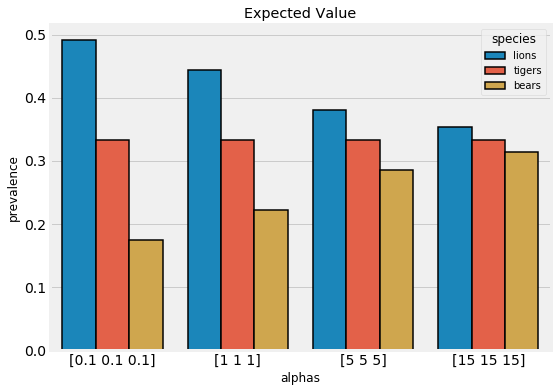 Expected Value
species
lions
tigers
bears
0.5
0.4
0.3
0.2
0.1
0.0
prevalence
[0.1 0.1 0.1] [1 1 1] [5 5 5] [15 15 15]
alphas